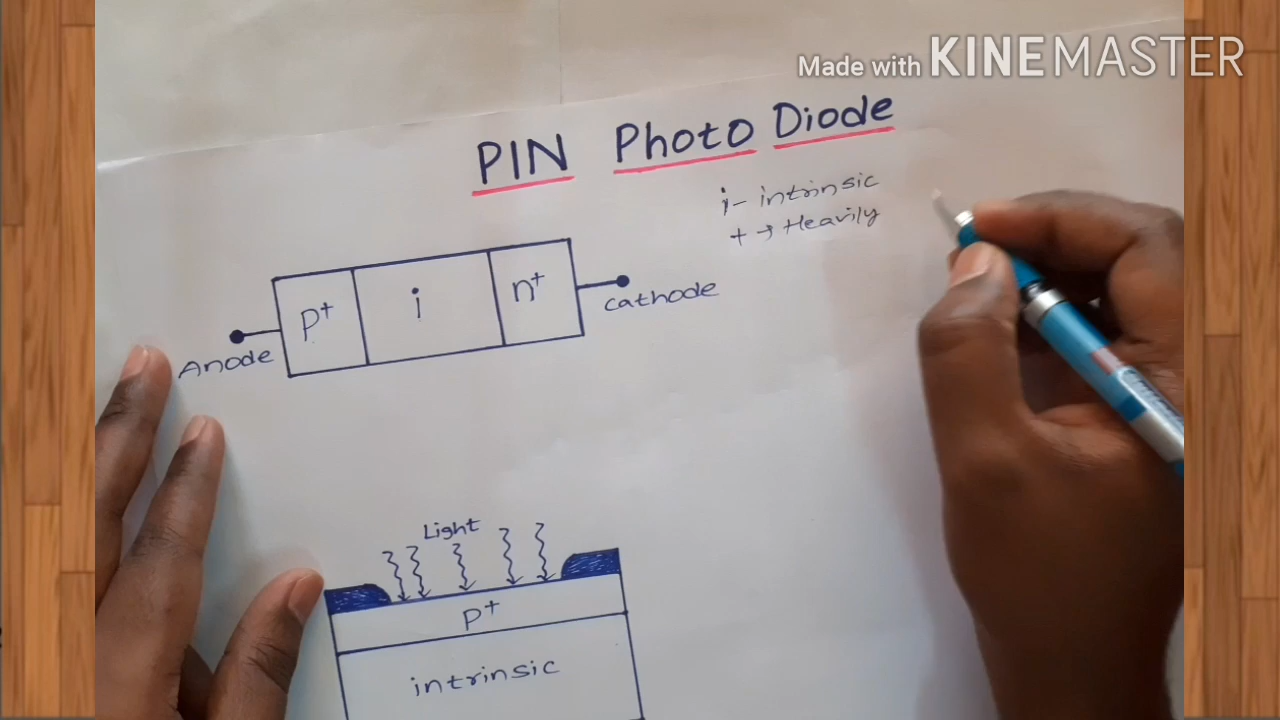 Made with KINEMASTER
PIN Photo Diode
i - intrinsic
+ → Heavily
p+ i n+
Anode
cathode
Light
p+
intrinsic